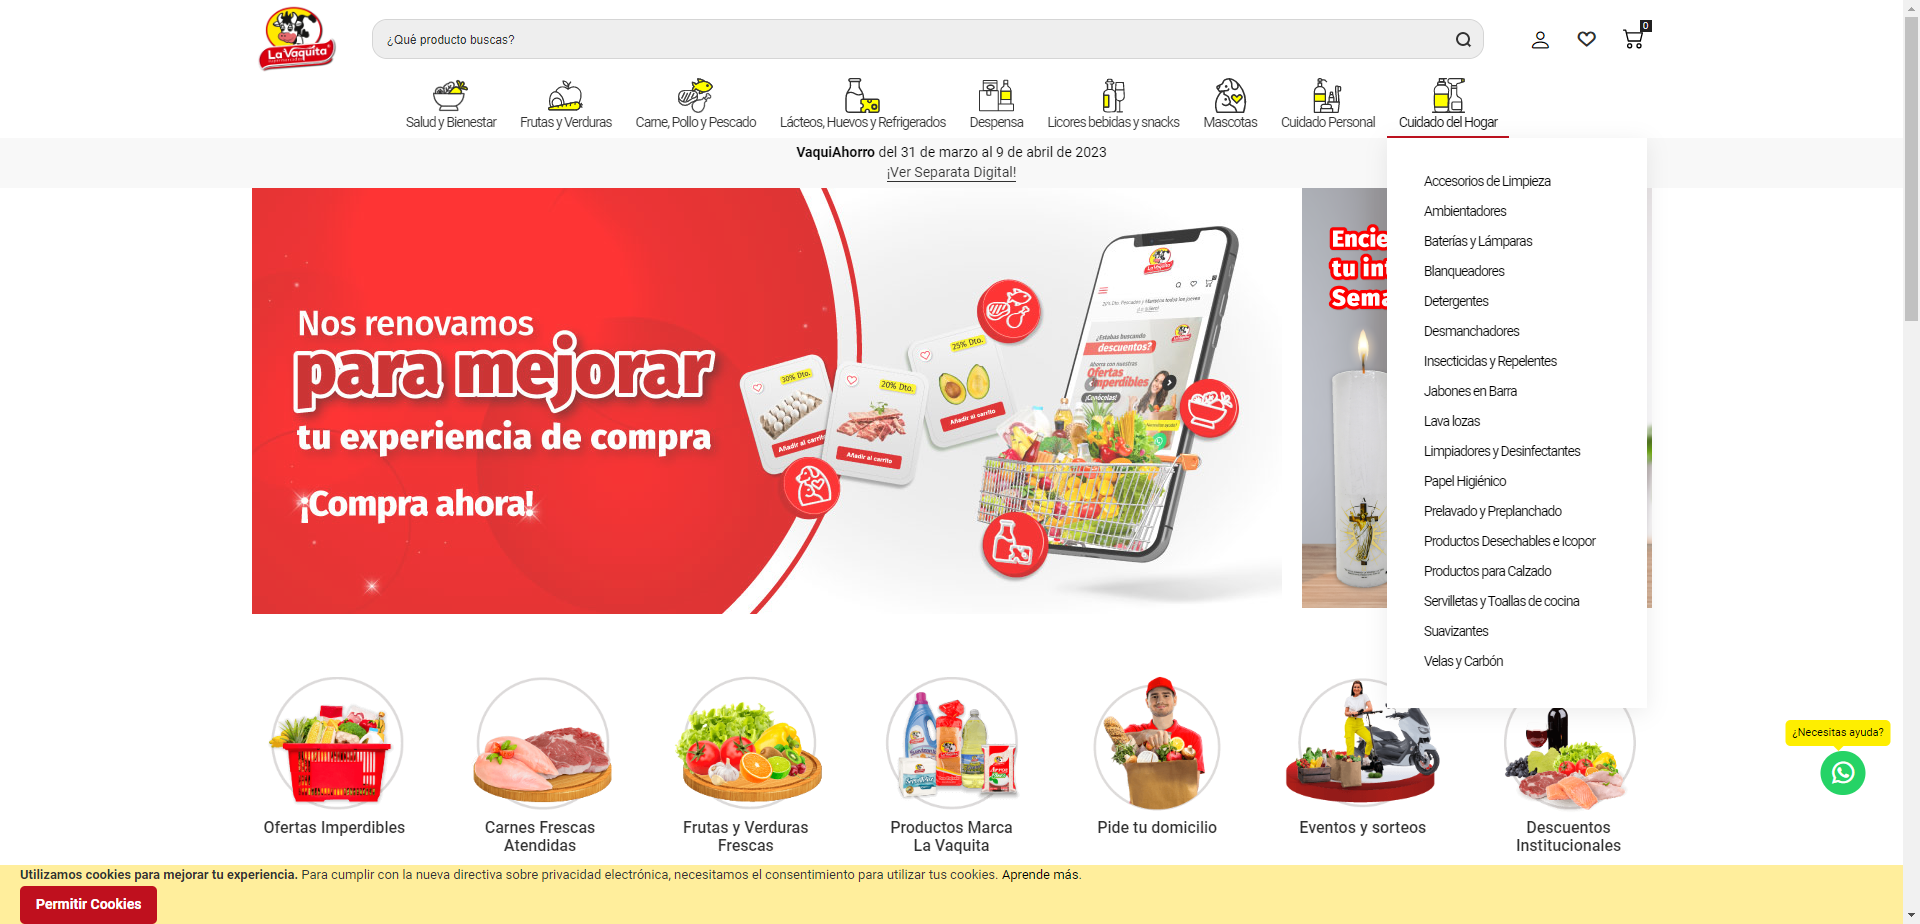 La Vaquita
¿Qué producto buscas?
0
Salud y Bienestar
Frutas y Verduras
Carne, Pollo y Pescado
Lácteos, Huevos y Refrigerados
Despensa
Licores bebidas y snacks
Mascotas
Cuidado Personal
Cuidado del Hogar
VaquiAhorro del 31 de marzo al 9 de abril de 2023
¡Ver Separata Digital!
Accesorios de Limpieza
Ambientadores
Baterías y Lámparas
Blanqueadores
Detergentes
Desmanchadores
Insecticidas y Repelentes
Jabones en Barra
Lava lozas
Limpiadores y Desinfectantes
Papel Higiénico
Prelavado y Preplanchado
Productos Desechables e Icopor
Productos para Calzado
Servilletas y Toallas de cocina
Suavizantes
Velas y Carbón
Nos renovamos
para mejorar
tu experiencia de compra
¡Compra ahora!
30% Dto.
Añadir al carrito
20% Dto.
Añadir al carrito
25% Dto.
Añadir al carrito
La Vaquita
¿Estabas buscando
descuentos?
Ahorra con nuestras
Ofertas
imperdibles
¡Conócelas!
Encie
tu in
Sema
Ofertas Imperdibles
Carnes Frescas
Atendidas
Frutas y Verduras
Frescas
Productos Marca
La Vaquita
Pide tu domicilio
Eventos y sorteos
Descuentos
Institucionales
¿Necesitas ayuda?
Utilizamos cookies para mejorar tu experiencia. Para cumplir con la nueva directiva sobre privacidad electrónica, necesitamos el consentimiento para utilizar tus cookies. Aprende más.
Permitir Cookies